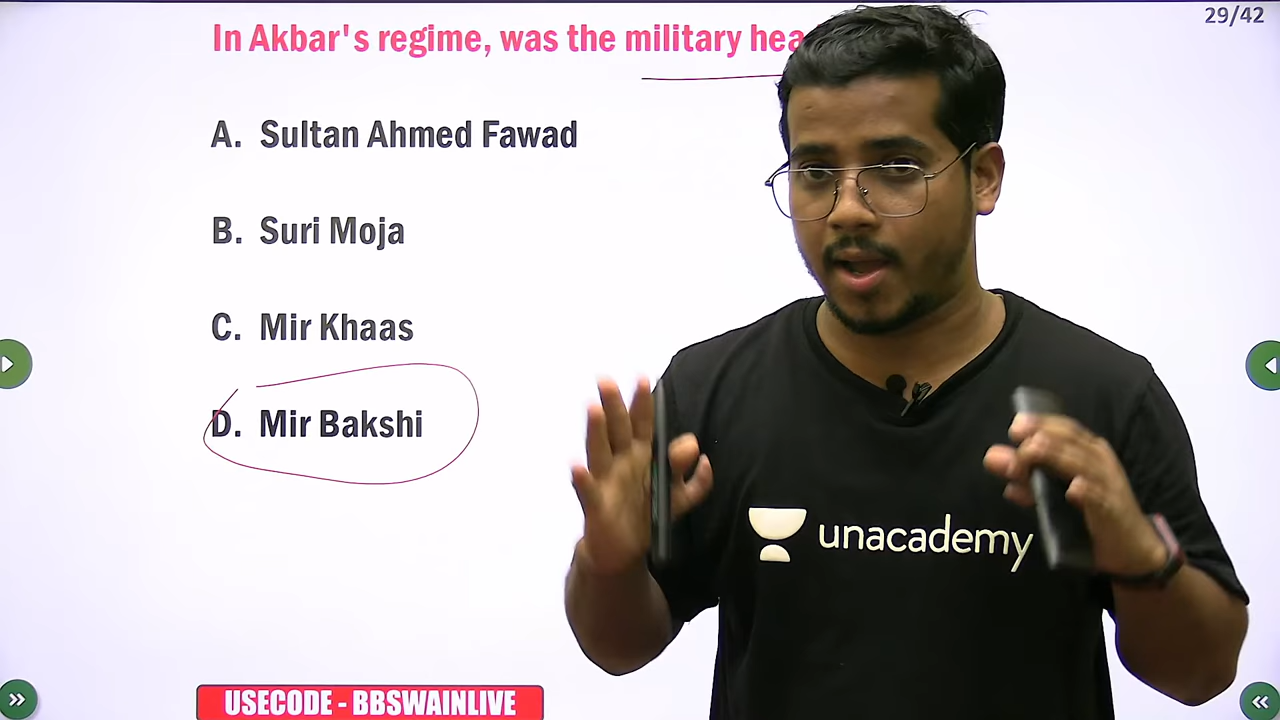 29/42
In Akbar's regime, was the military
A. Sultan Ahmed Fawad
B. Suri Moja
C. Mir Khaas
D. Mir Bakshi
unacademy
USECODE - BBSWAINLIVE